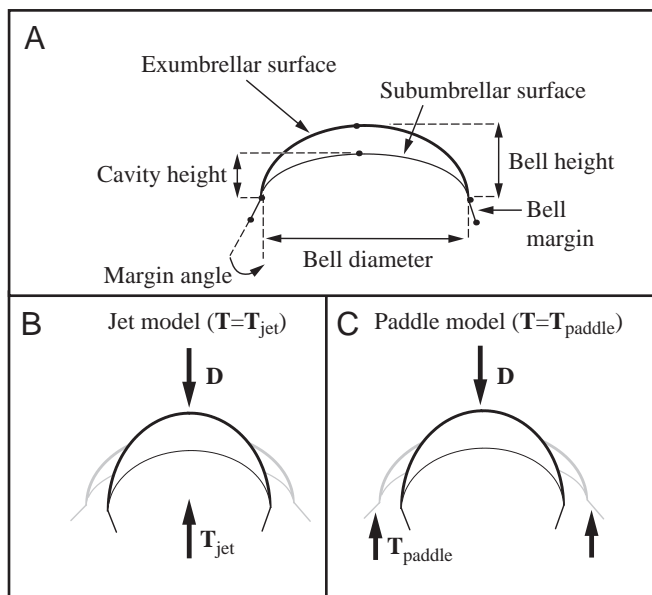 A
Exumbrellar surface
Subumbrellar surface
Cavity height
Bell height
Bell
margin
Margin angle
Bell diameter
B
Jet model (T=Tjet)
D
Tjet
C
Paddle model (T=Tpaddle)
D
Tpaddle